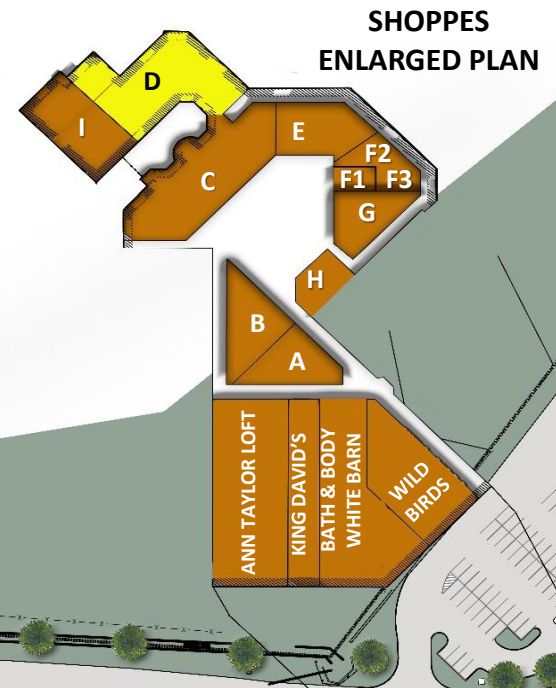 SHOPPES
ENLARGED PLAN
D
I
E
F2
F1
F3
C
G
H
B
A
ANN TAYLOR LOFT
KING DAVID'S
BATH & BODY
WHITE BARN
WILD
BIRDS